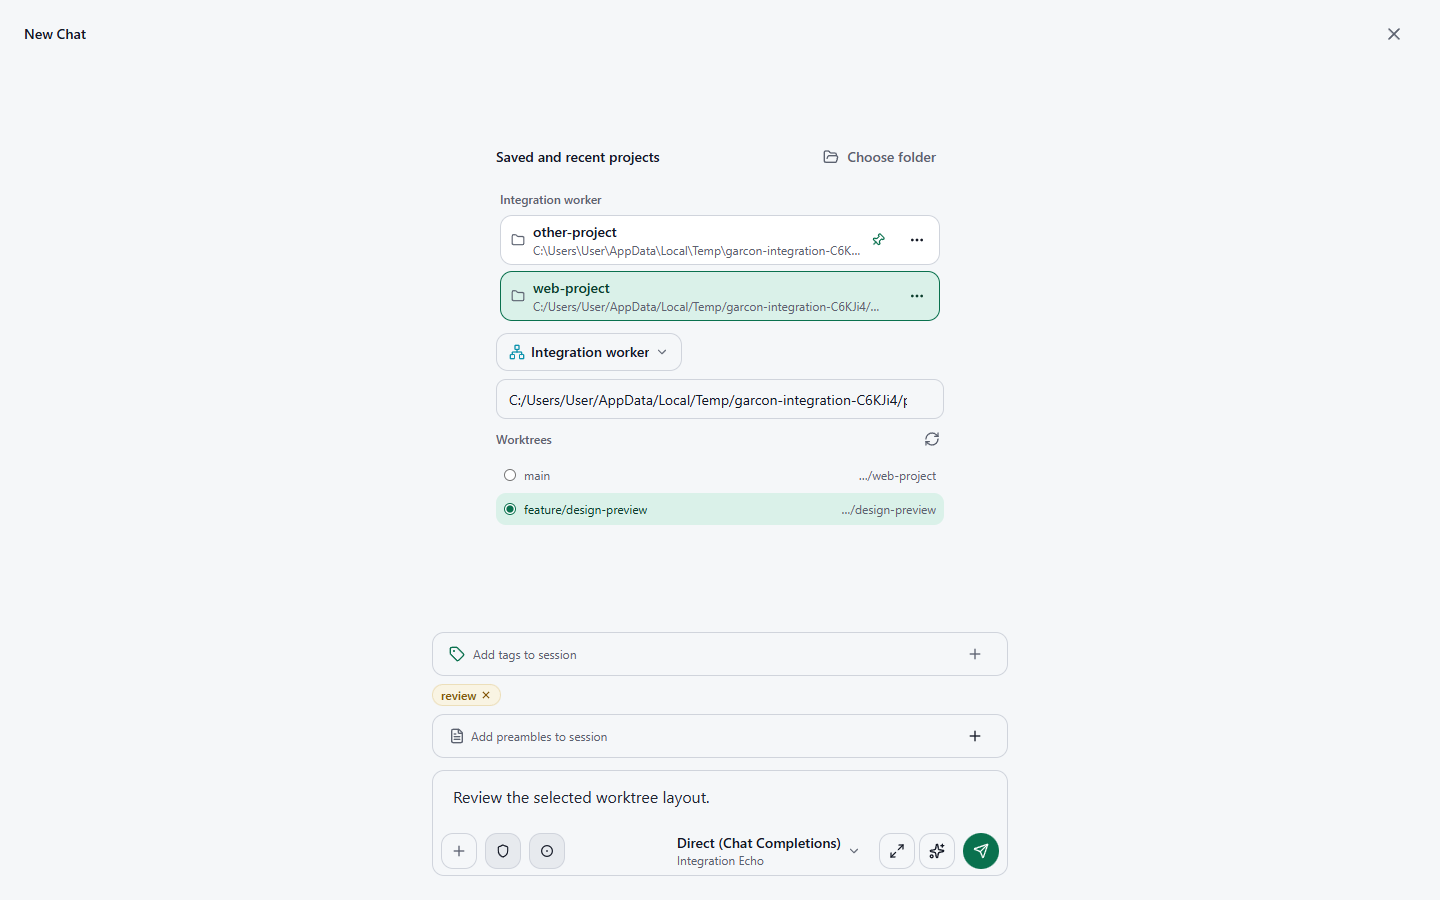 New Chat
Saved and recent projects
Choose folder
Integration worker
other-project
C:\Users\User\AppData\Local\Temp\garcon-integration-C6K...
web-project
C:/Users/User/AppData/Local/Temp/garcon-integration-C6KJi4/...
Integration worker
C:/Users/User/AppData/Local/Temp/garcon-integration-C6KJi4/p
Worktrees
main
.../web-project
feature/design-preview
.../design-preview
Add tags to session
review
Add preambles to session
Review the selected worktree layout.
Direct (Chat Completions)
Integration Echo